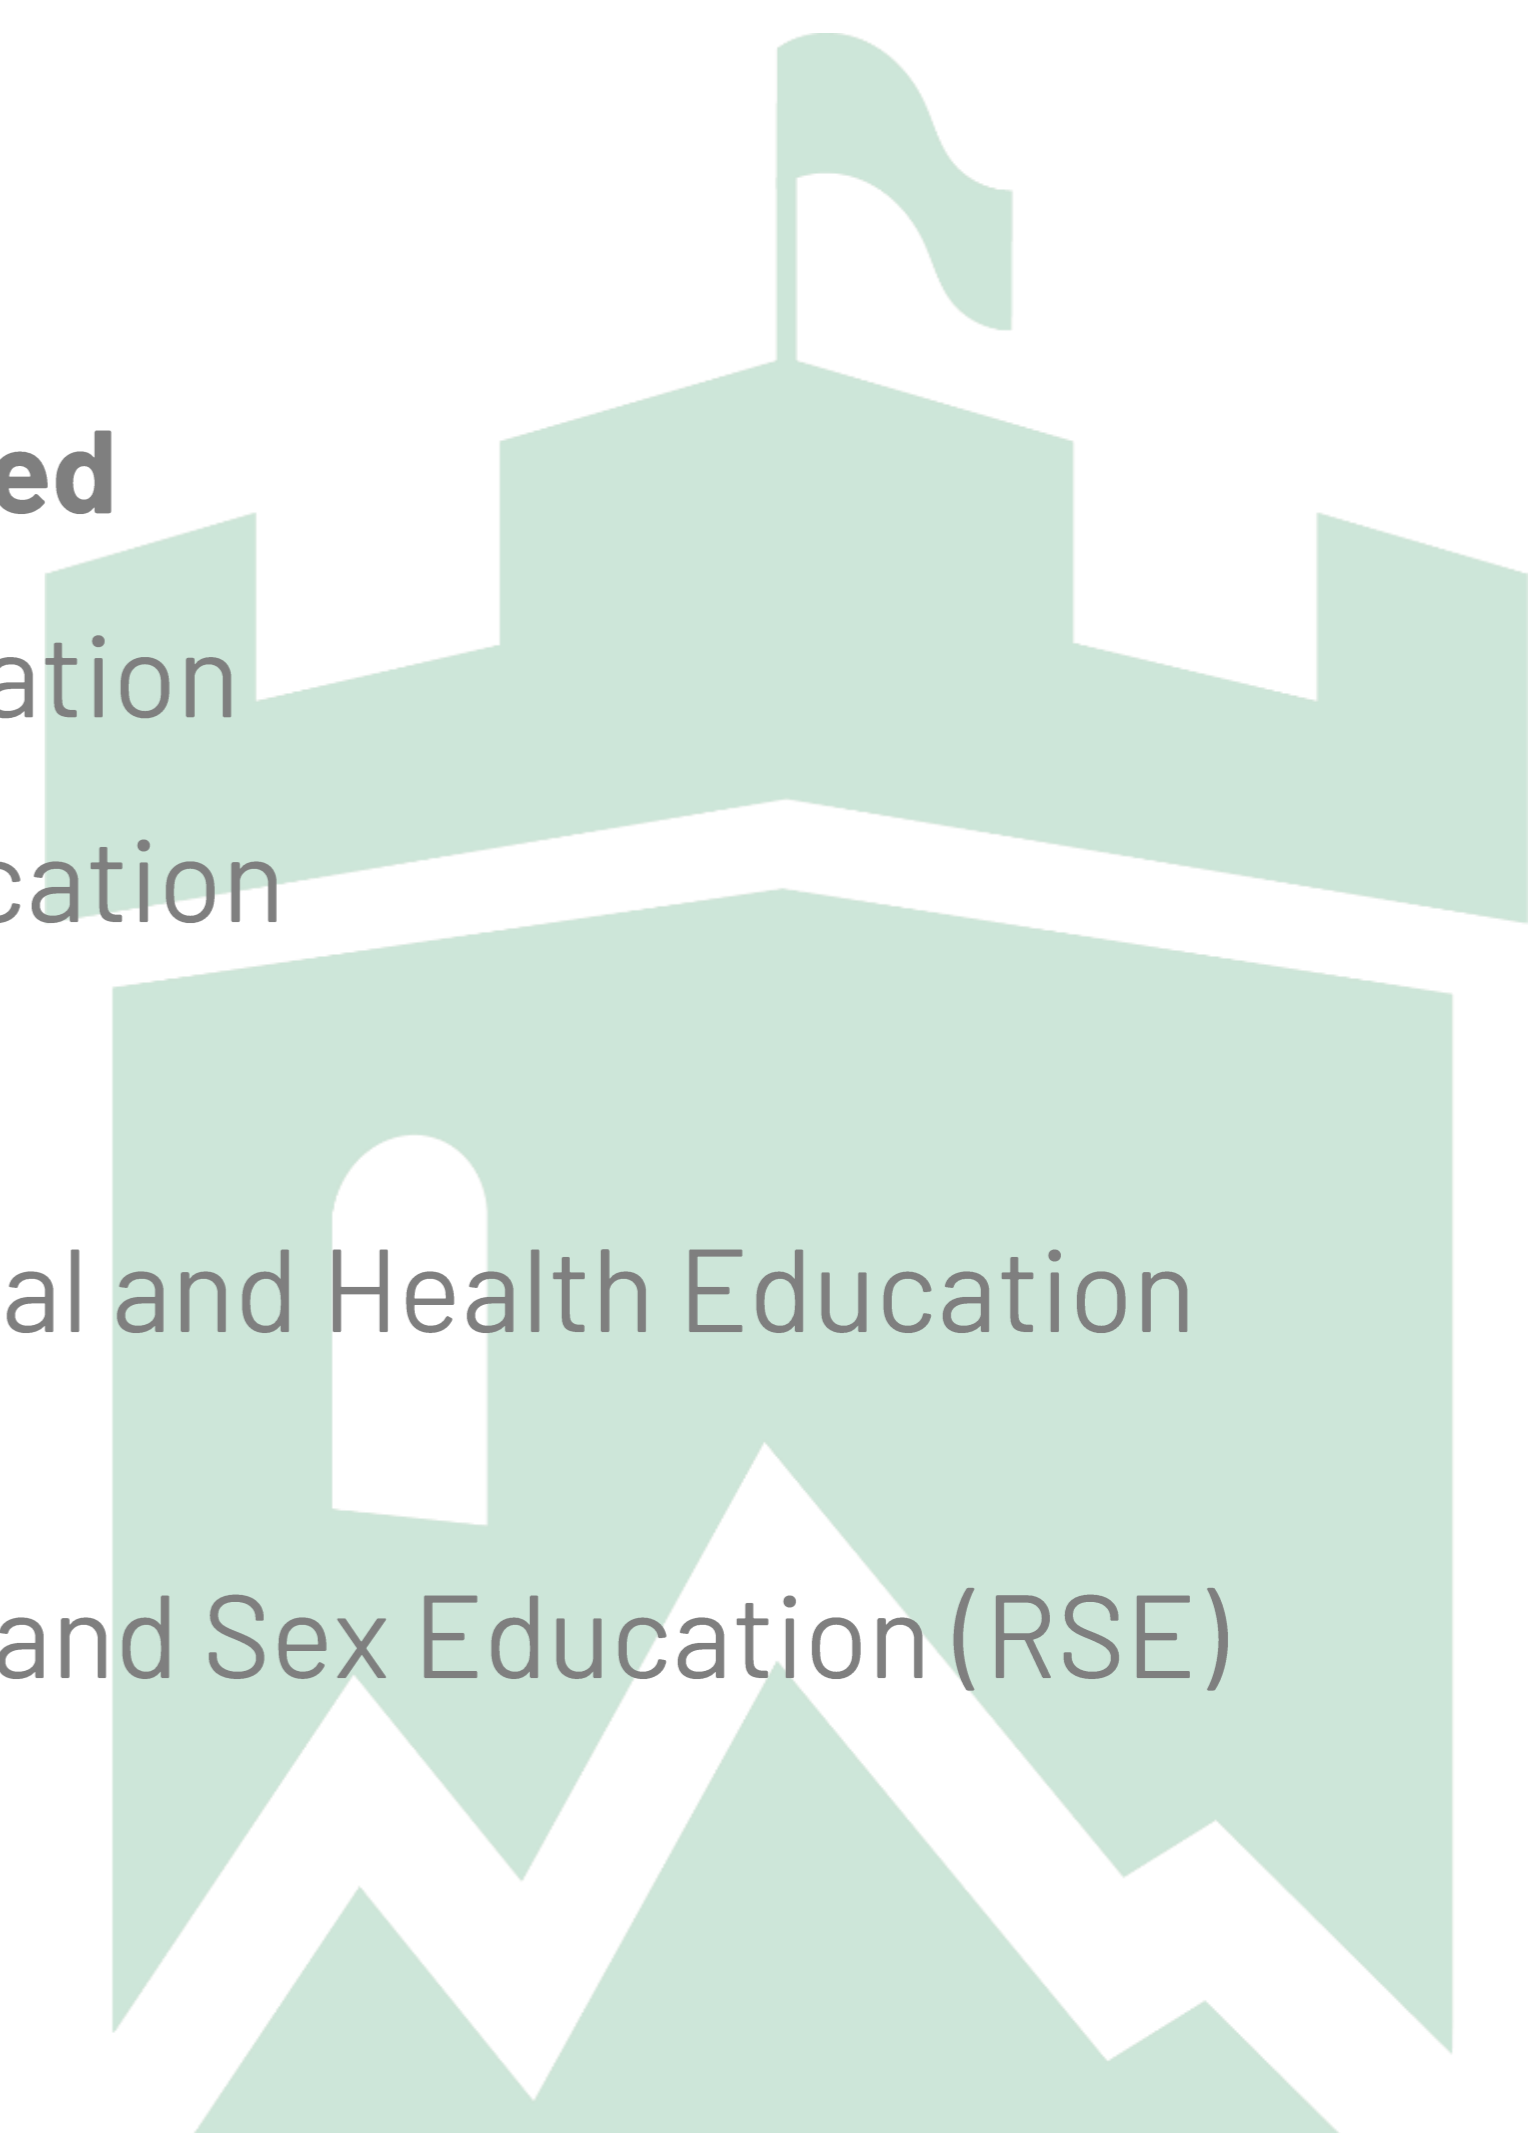 ed
ation
cation
al and Health Education
and Sex Education (RSE)